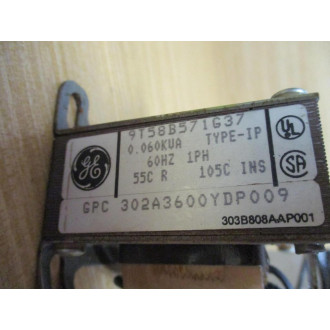 9T58B571G37
0.060KVA TYPE-IP
60HZ 1PH
55C R 105C INS
GE
UL
SA
GPC 302A3600YDP009
303B808AAP001